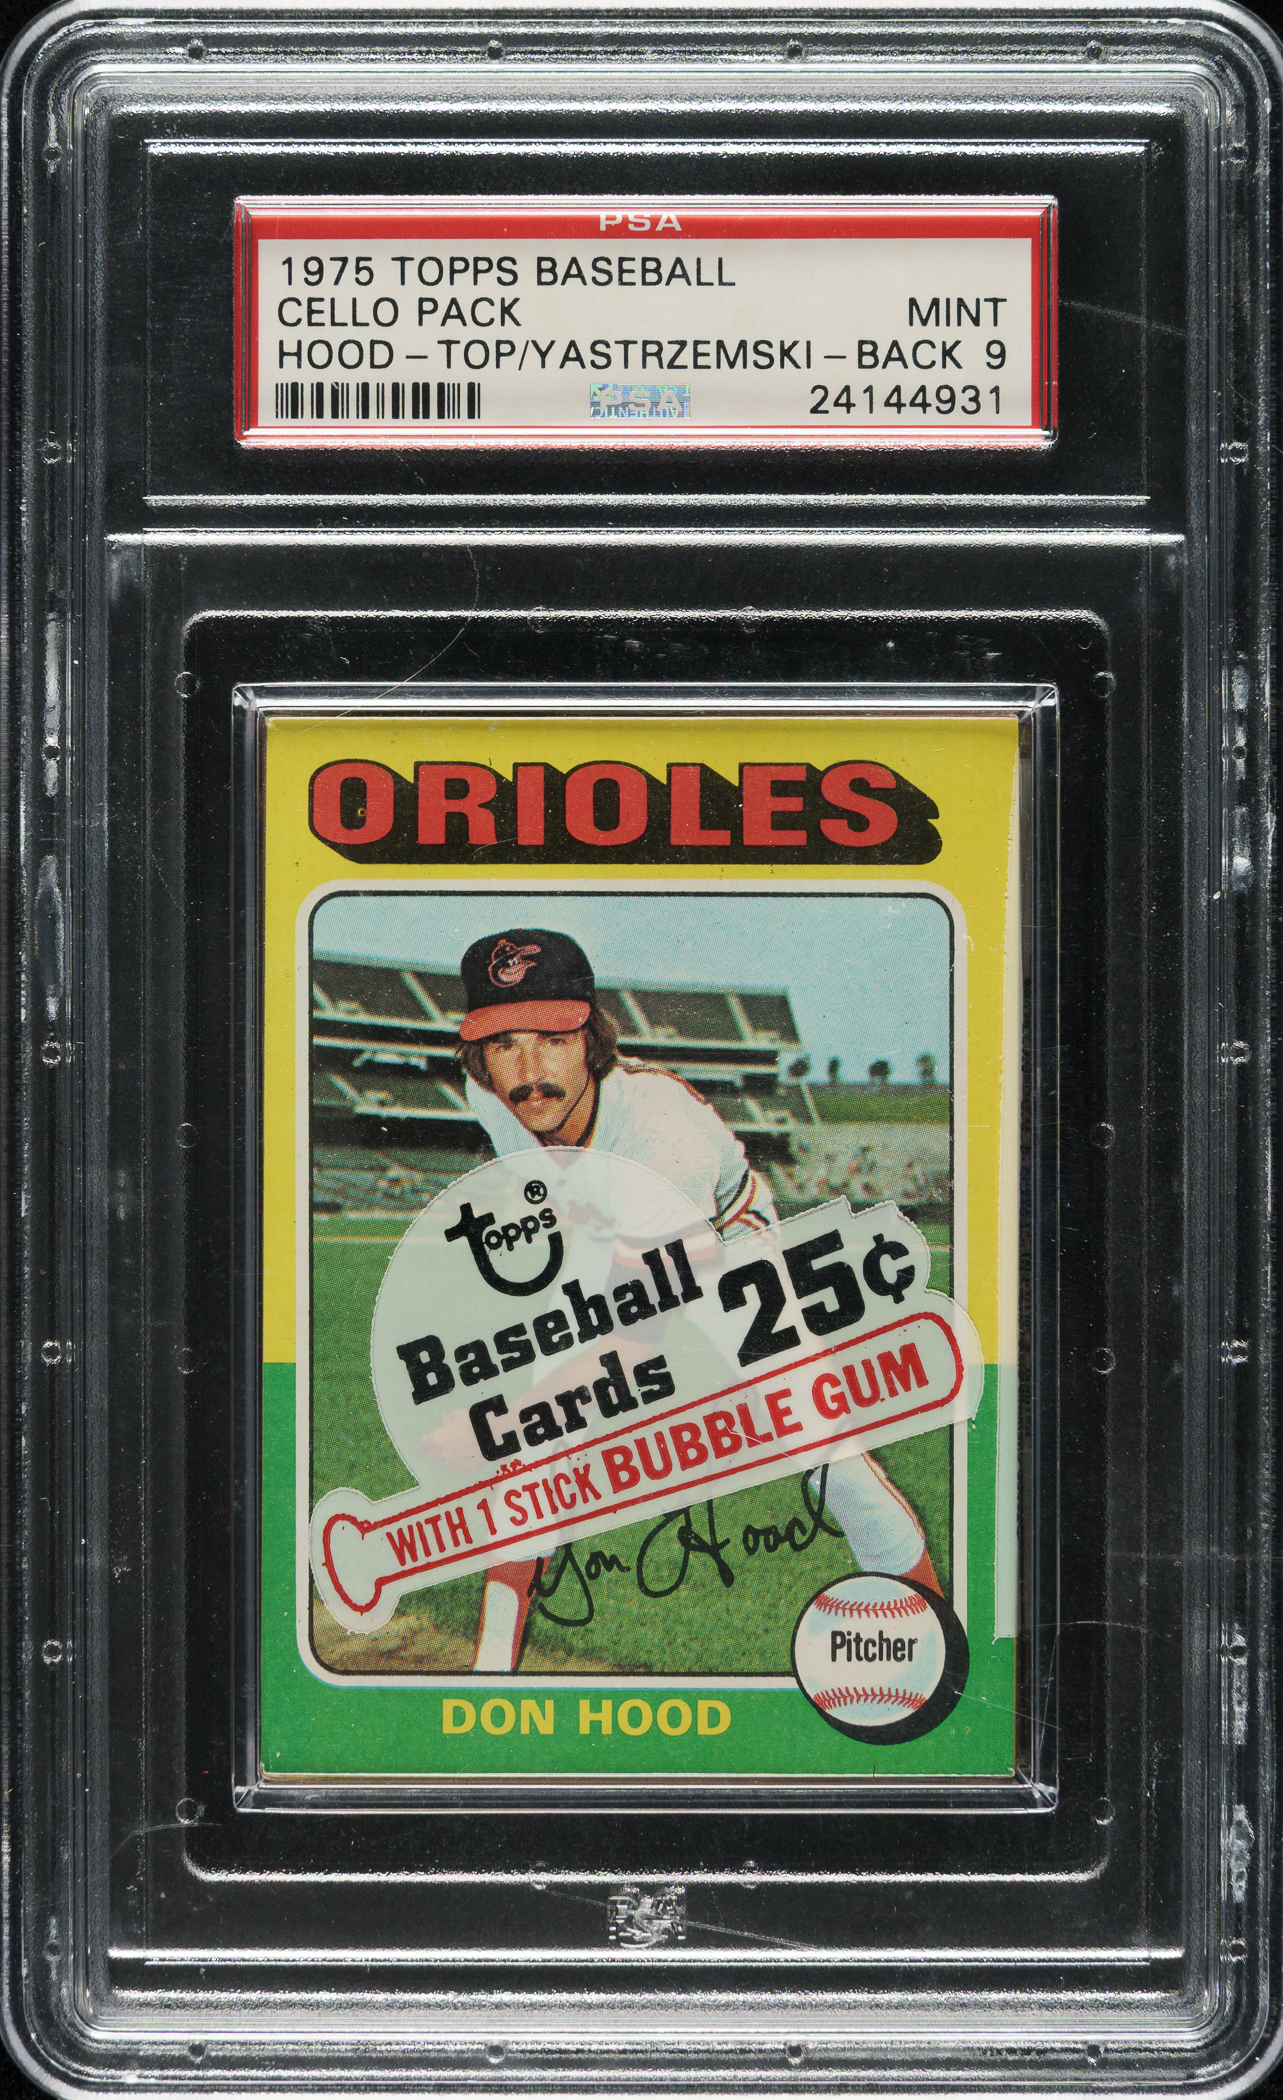 PSA
1975 TOPPS BASEBALL
CELLO PACK MINT
HOOD - TOP/YASTRZEMSKI - BACK 9
PSA
24144931
ORIOLES
Topps®
Baseball
Cards 25¢
WITH 1 STICK BUBBLE GUM
Don Hood
Pitcher
DON HOOD